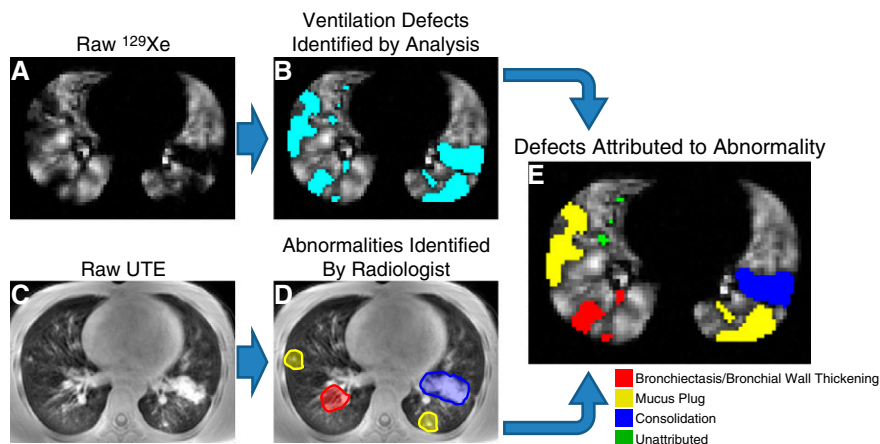 Raw ¹²⁹Xe
A
Ventilation Defects
Identified by Analysis
B
Raw UTE
C
Abnormalities Identified
By Radiologist
D
Defects Attributed to Abnormality
E
Bronchiectasis/Bronchial Wall Thickening
Mucus Plug
Consolidation
Unattributed